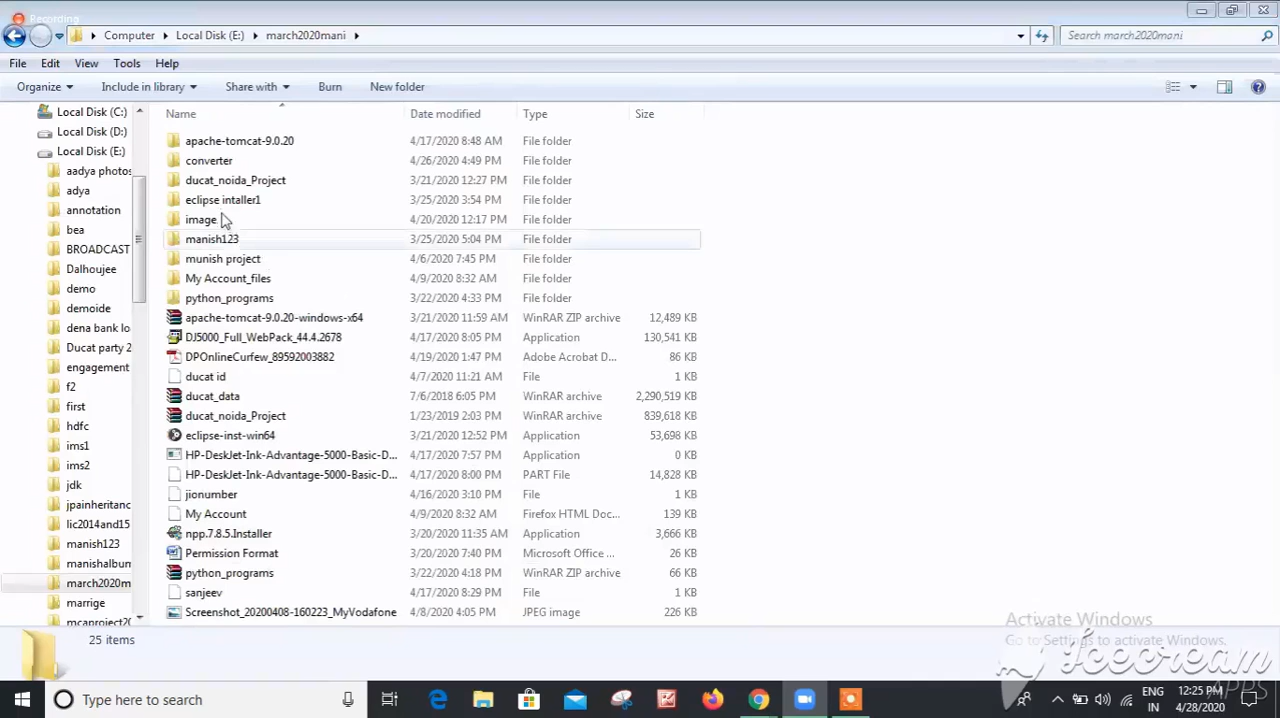 Recording
Computer Local Disk (E:) march2020mani Search march2020mani
File Edit View Tools Help
Organize Include in library Share with Burn New folder
Local Disk (C:)
Local Disk (D:)
Local Disk (E:)
aadya photos
adya
annotation
bea
BROADCAST
Dalhoujee
demo
demoide
dena bank lo
Ducat party 2
engagement
f2
first
hdfc
ims1
ims2
jdk
jpainheritanc
lic2014and15
manish123
manishalbum
march2020m
marrige
mcaproject20
Name Date modified Type Size
apache-tomcat-9.0.20 4/17/2020 8:48 AM File folder
converter 4/26/2020 4:49 PM File folder
ducat_noida_Project 3/21/2020 12:27 PM File folder
eclipse intaller1 3/25/2020 3:54 PM File folder
image 4/20/2020 12:17 PM File folder
manish123 3/25/2020 5:04 PM File folder
munish project 4/6/2020 7:45 PM File folder
My Account_files 4/9/2020 8:32 AM File folder
python_programs 3/22/2020 4:33 PM File folder
apache-tomcat-9.0.20-windows-x64 3/21/2020 11:59 AM WinRAR ZIP archive 12,489 KB
DJ5000_Full_WebPack_44.4.2678 4/17/2020 8:05 PM Application 130,541 KB
DPOnlineCurfew_89592003882 4/19/2020 1:47 PM Adobe Acrobat D... 86 KB
ducat id 4/7/2020 11:21 AM File 1 KB
ducat_data 7/6/2018 6:05 PM WinRAR archive 2,290,519 KB
ducat_noida_Project 1/23/2019 2:03 PM WinRAR archive 839,618 KB
eclipse-inst-win64 3/21/2020 12:52 PM Application 53,698 KB
HP-DeskJet-Ink-Advantage-5000-Basic-D... 4/17/2020 7:57 PM Application 0 KB
HP-DeskJet-Ink-Advantage-5000-Basic-D... 4/17/2020 8:00 PM PART File 14,828 KB
jionumber 4/16/2020 3:10 PM File 1 KB
My Account 4/9/2020 8:32 AM Firefox HTML Doc... 139 KB
npp.7.8.5.Installer 3/20/2020 11:35 AM Application 3,666 KB
Permission Format 3/20/2020 7:40 PM Microsoft Office ... 26 KB
python_programs 3/22/2020 4:18 PM WinRAR ZIP archive 66 KB
sanjeev 4/17/2020 8:29 PM File 1 KB
Screenshot_20200408-160223_MyVodafone 4/8/2020 4:05 PM JPEG image 226 KB
25 items
Activate Windows
Go to Settings to activate Windows.
Icecream
APPS
Type here to search
ENG
IN
12:25 PM
4/28/2020